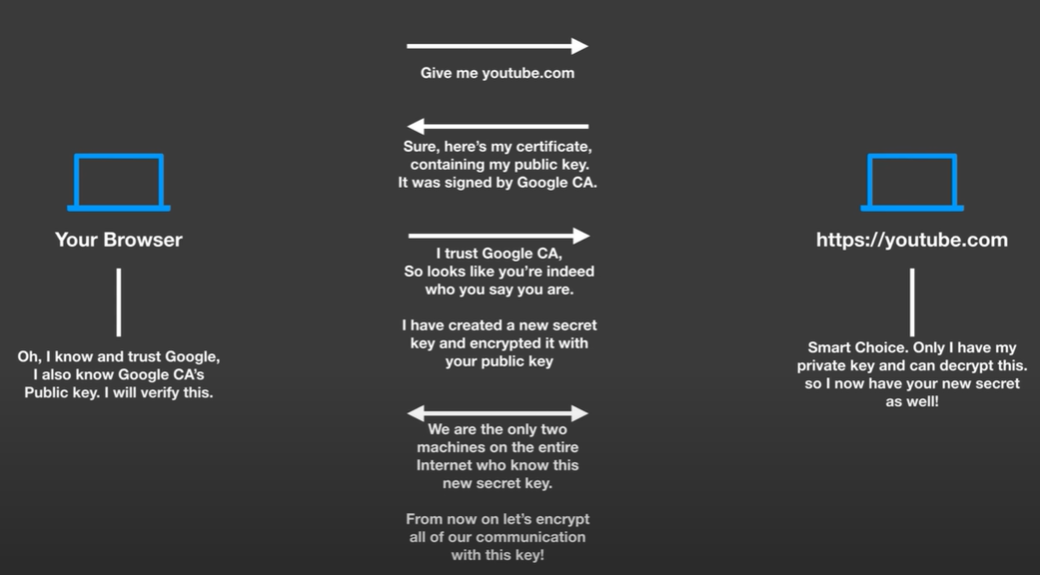 Give me youtube.com
Sure, here's my certificate,
containing my public key.
It was signed by Google CA.
Your Browser
https://youtube.com
I trust Google CA,
So looks like you're indeed
who you say you are.
I have created a new secret
key and encrypted it with
your public key
Oh, I know and trust Google,
I also know Google CA's
Public key. I will verify this.
Smart Choice. Only I have my
private key and can decrypt this.
so I now have your new secret
as well!
We are the only two
machines on the entire
Internet who know this
new secret key.
From now on let's encrypt
all of our communication
with this key!